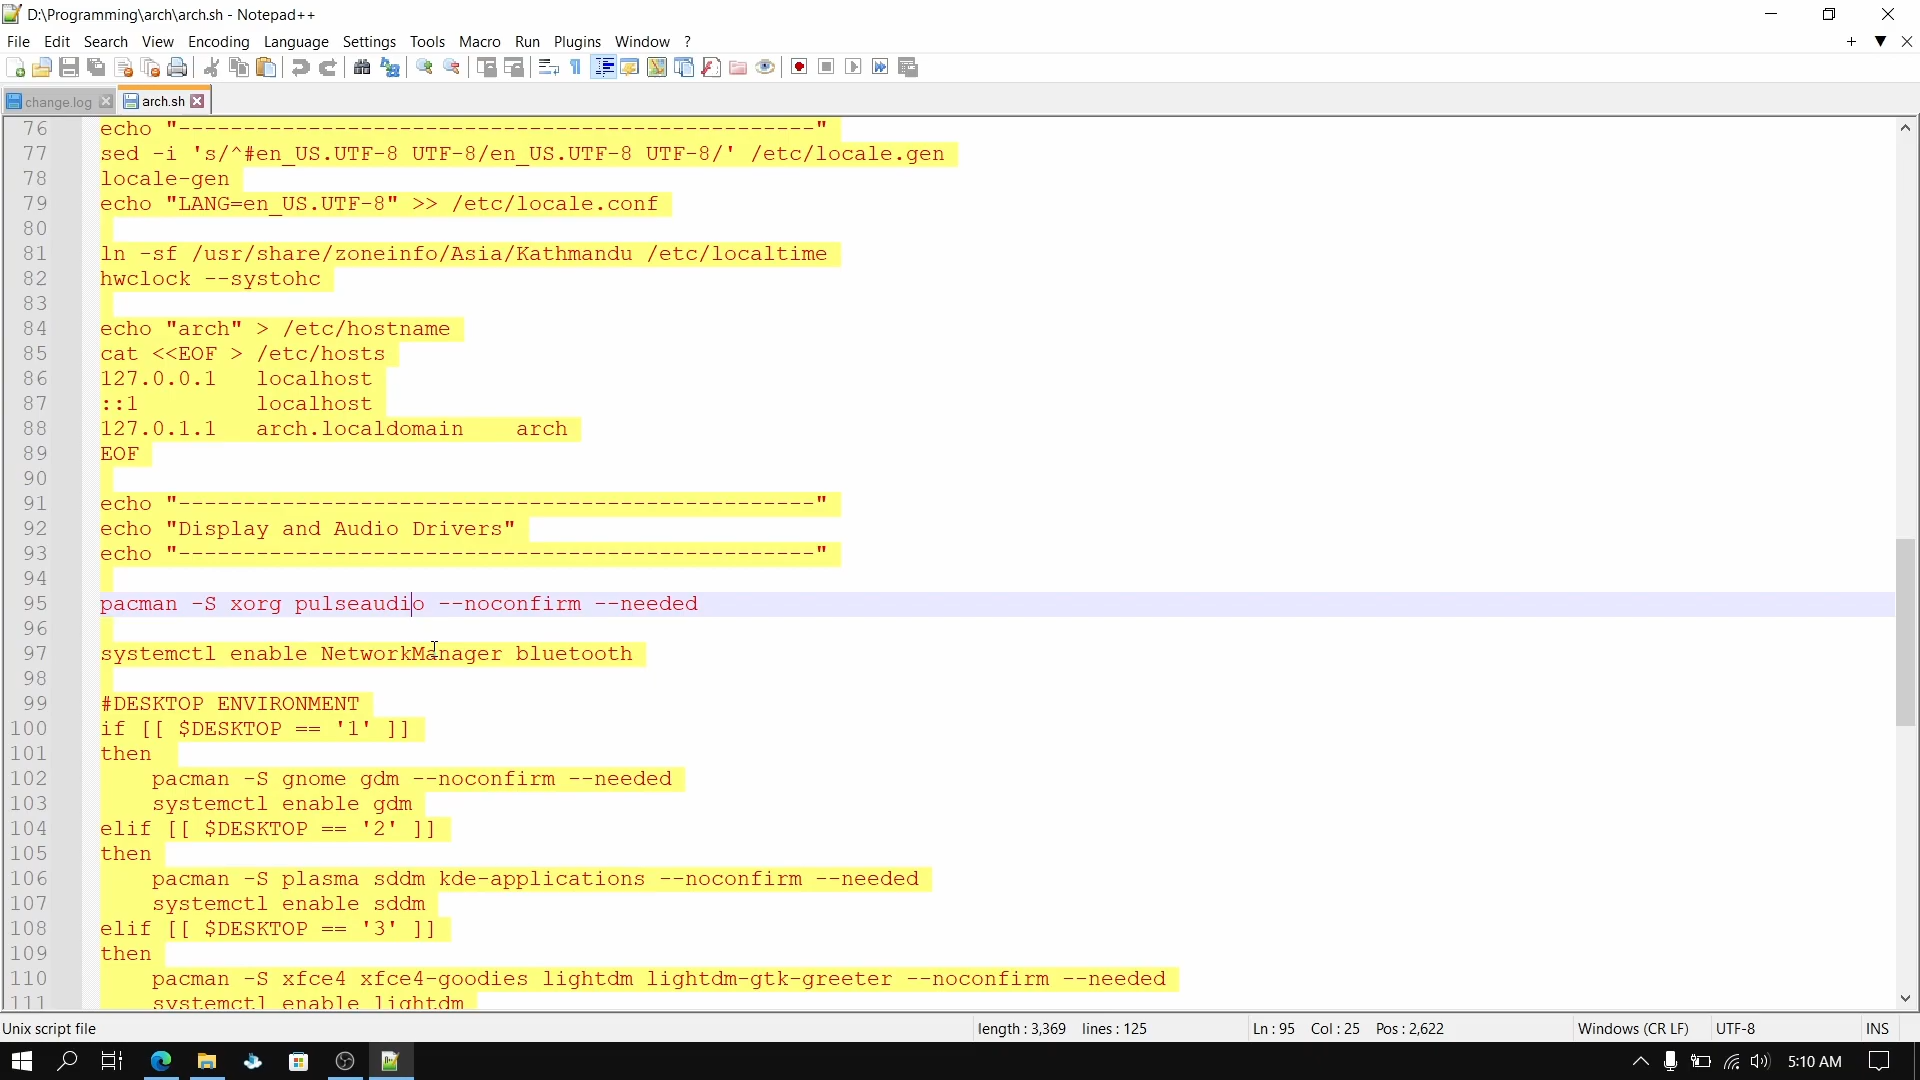 D:\Programming\arch\arch.sh - Notepad++
File Edit Search View Encoding Language Settings Tools Macro Run Plugins Window ?
change.log arch.sh
76 echo "-------------------------------------------------"
77 sed -i 's/^#en_US.UTF-8 UTF-8/en_US.UTF-8 UTF-8/' /etc/locale.gen
78 locale-gen
79 echo "LANG=en_US.UTF-8" >> /etc/locale.conf
80
81 ln -sf /usr/share/zoneinfo/Asia/Kathmandu /etc/localtime
82 hwclock --systohc
83
84 echo "arch" > /etc/hostname
85 cat <<EOF > /etc/hosts
86 127.0.0.1   localhost
87 ::1         localhost
88 127.0.1.1   arch.localdomain    arch
89 EOF
90
91 echo "-------------------------------------------------"
92 echo "Display and Audio Drivers"
93 echo "-------------------------------------------------"
94
95 pacman -S xorg pulseaudio --noconfirm --needed
96
97 systemctl enable NetworkManager bluetooth
98
99 #DESKTOP ENVIRONMENT
100 if [[ $DESKTOP == '1' ]]
101 then
102     pacman -S gnome gdm --noconfirm --needed
103     systemctl enable gdm
104 elif [[ $DESKTOP == '2' ]]
105 then
106     pacman -S plasma sddm kde-applications --noconfirm --needed
107     systemctl enable sddm
108 elif [[ $DESKTOP == '3' ]]
109 then
110     pacman -S xfce4 xfce4-goodies lightdm lightdm-gtk-greeter --noconfirm --needed
111     systemctl enable lightdm
Unix script file length : 3,369 lines : 125 Ln : 95 Col : 25 Pos : 2,622 Windows (CR LF) UTF-8 INS
5:10 AM